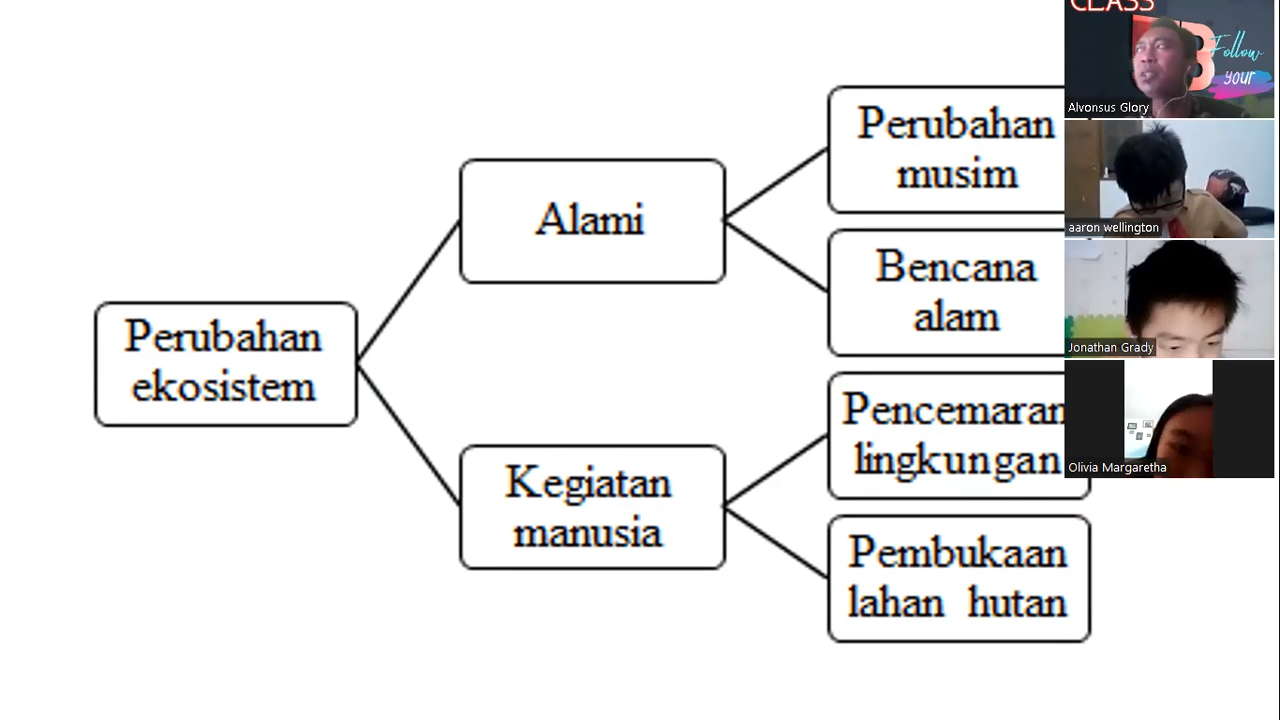 Perubahan
ekosistem
Alami
Perubahan
musim
Bencana
alam
Kegiatan
manusia
Pencemaran
lingkungan
Pembukaan
lahan hutan
CLASS
B
Follow
your
Alvonsus Glory
aaron wellington
Jonathan Grady
Olivia Margaretha